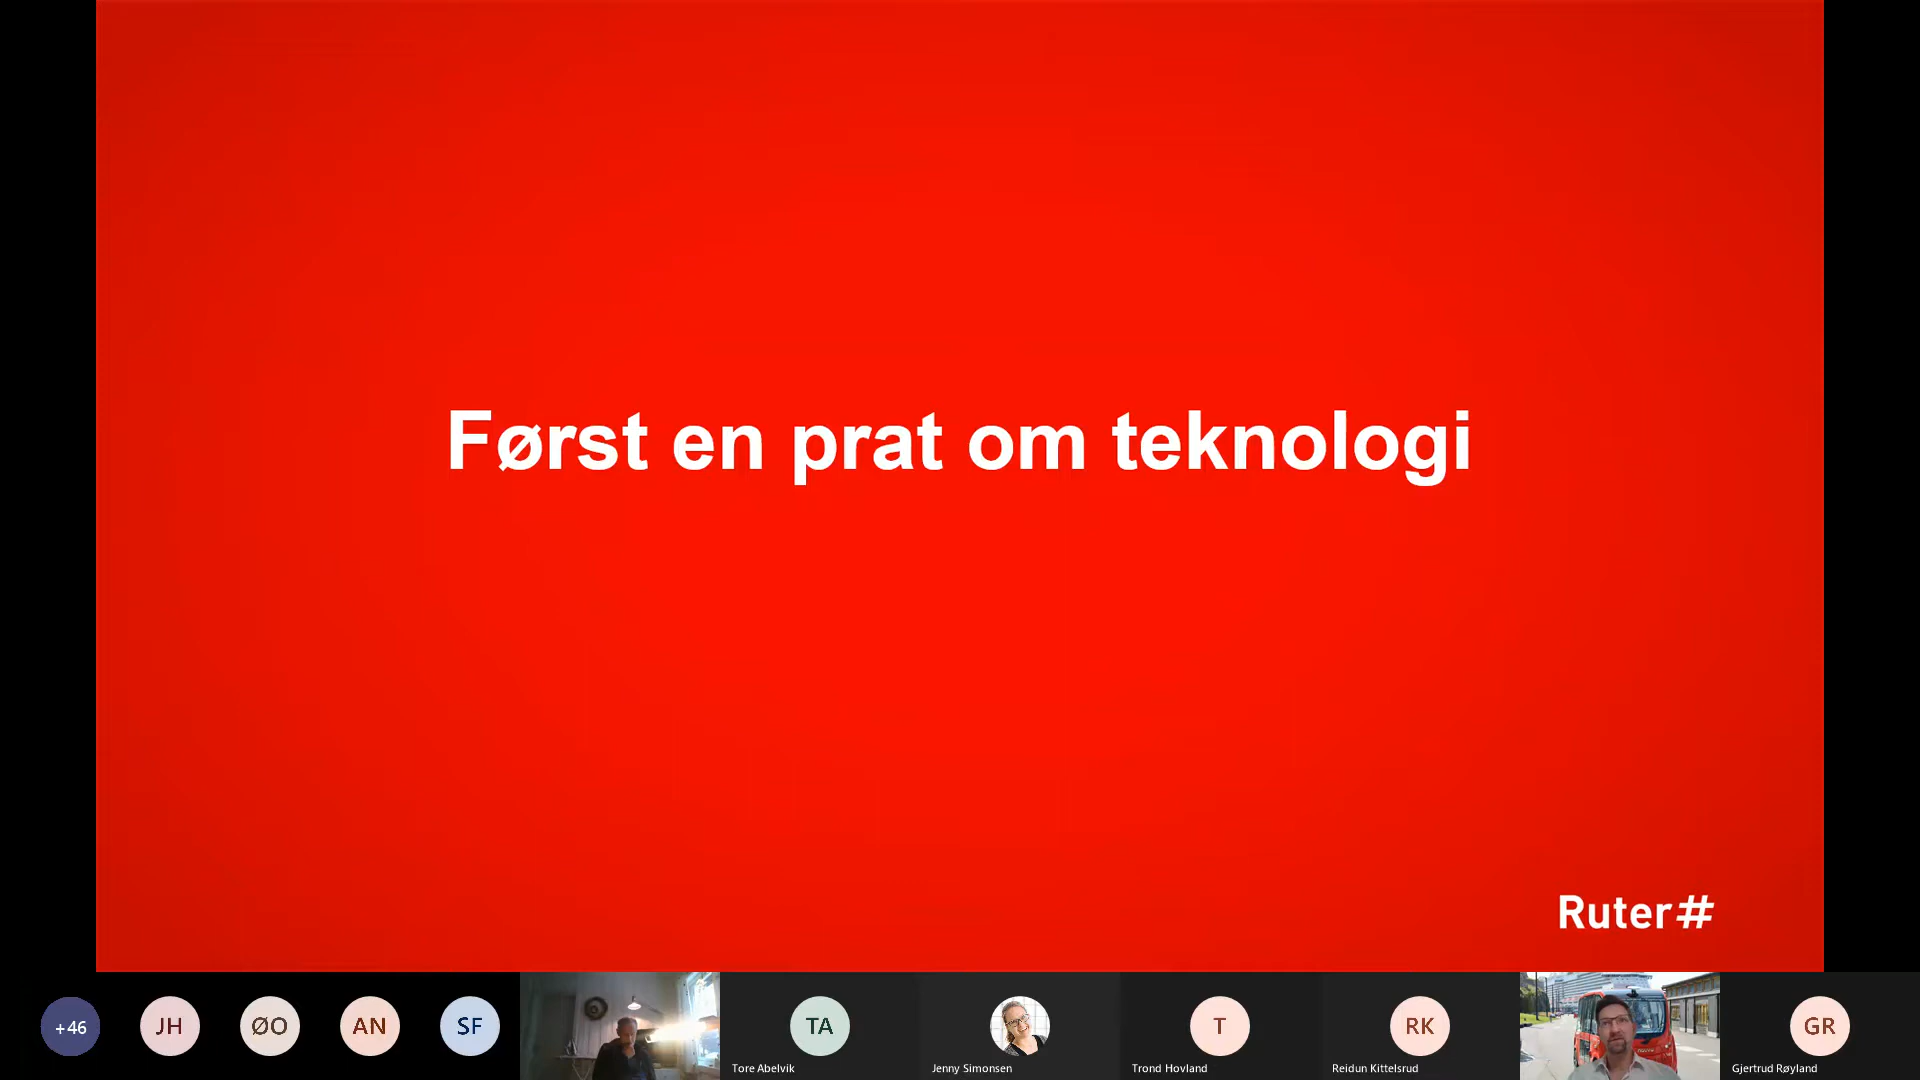 Først en prat om teknologi
Ruter#
+46
JH
ØO
AN
SF
TA
Tore Abelvik
Jenny Simonsen
T
Trond Hovland
RK
Reidun Kittelsrud
GR
Gjertrud Røyland